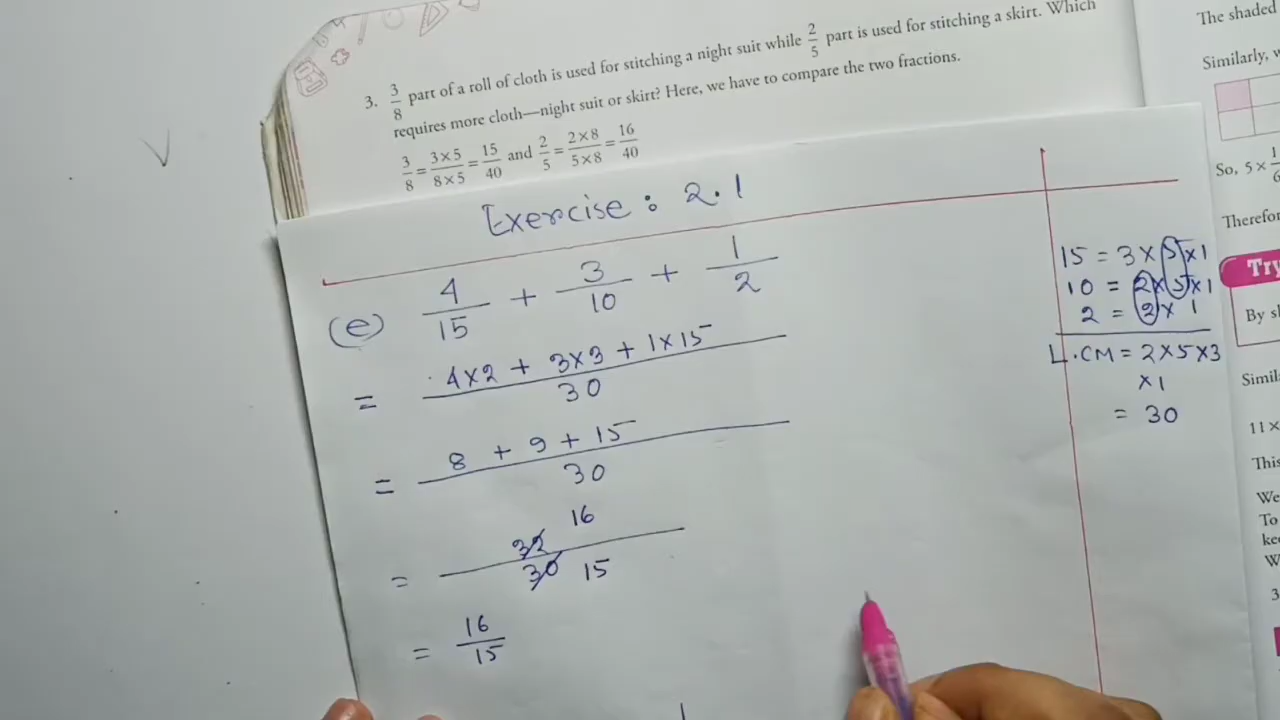 3. 3/8 part of a roll of cloth is used for stitching a night suit while 2/5 part is used for stitching a skirt. Which
requires more cloth—night suit or skirt? Here, we have to compare the two fractions.
3/8 = 3×5/8×5 = 15/40 and 2/5 = 2×8/5×8 = 16/40
Exercise : 2.1
(e) 4/15 + 3/10 + 1/2
= 4×2 + 3×3 + 1×15 / 30
= 8 + 9 + 15 / 30
= 32/30 16/15
= 16/15
15 = 3×5×1
10 = 2×5×1
2 = 2×1
L.CM = 2×5×3
×1
= 30
The shaded
Similarly,
So, 5 × 1/6
Therefor
Try
By
Simil
11×
This
We
To
W
3